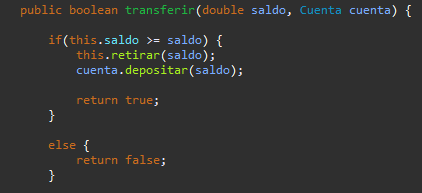 public boolean transferir(double saldo, Cuenta cuenta) {
if(this.saldo >= saldo) {
this.retirar(saldo);
cuenta.depositar(saldo);
return true;
}
else {
return false;
}